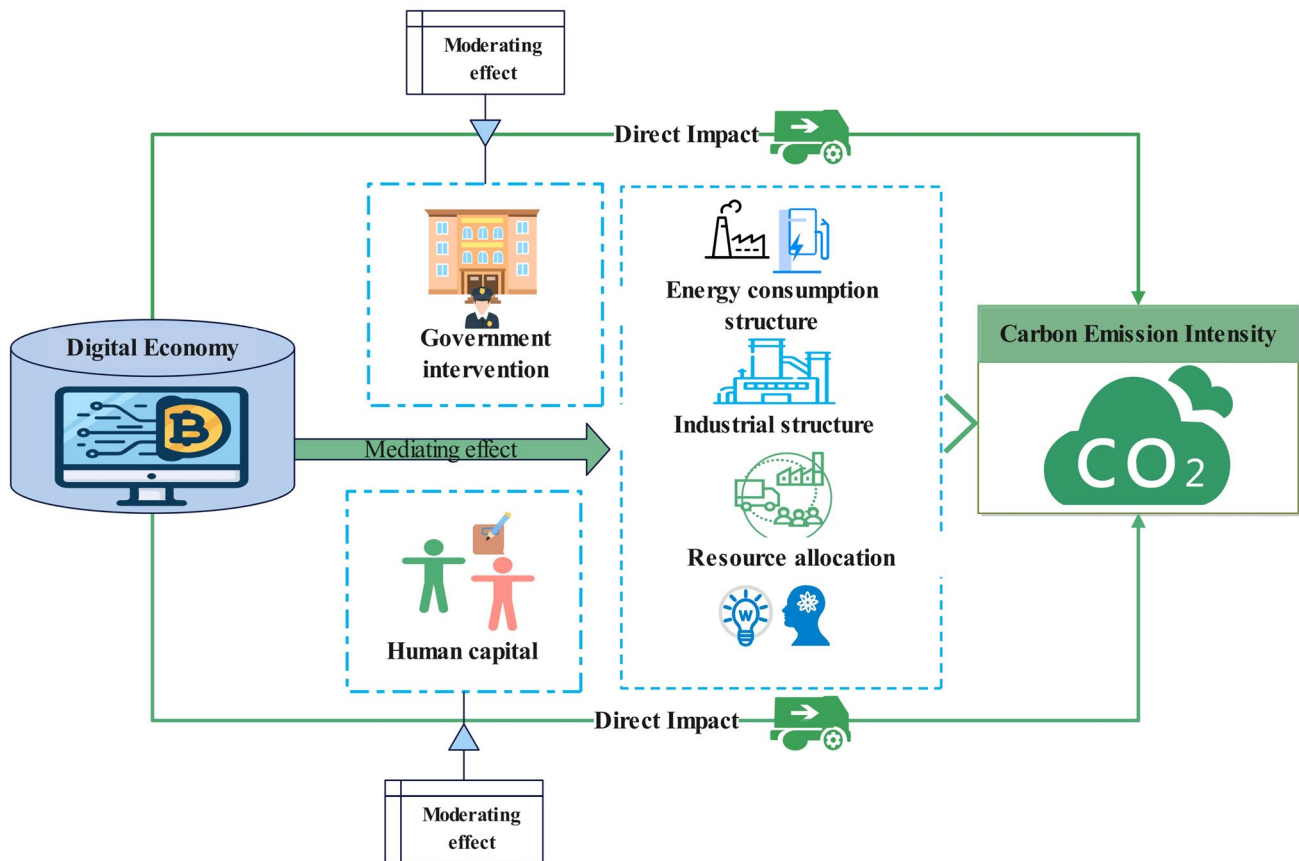 Moderating
effect
Direct Impact
Government
intervention
Energy consumption
structure
Digital Economy
Carbon Emission Intensity
Industrial structure
Mediating effect
CO2
Resource allocation
W
Human capital
Direct Impact
Moderating
effect